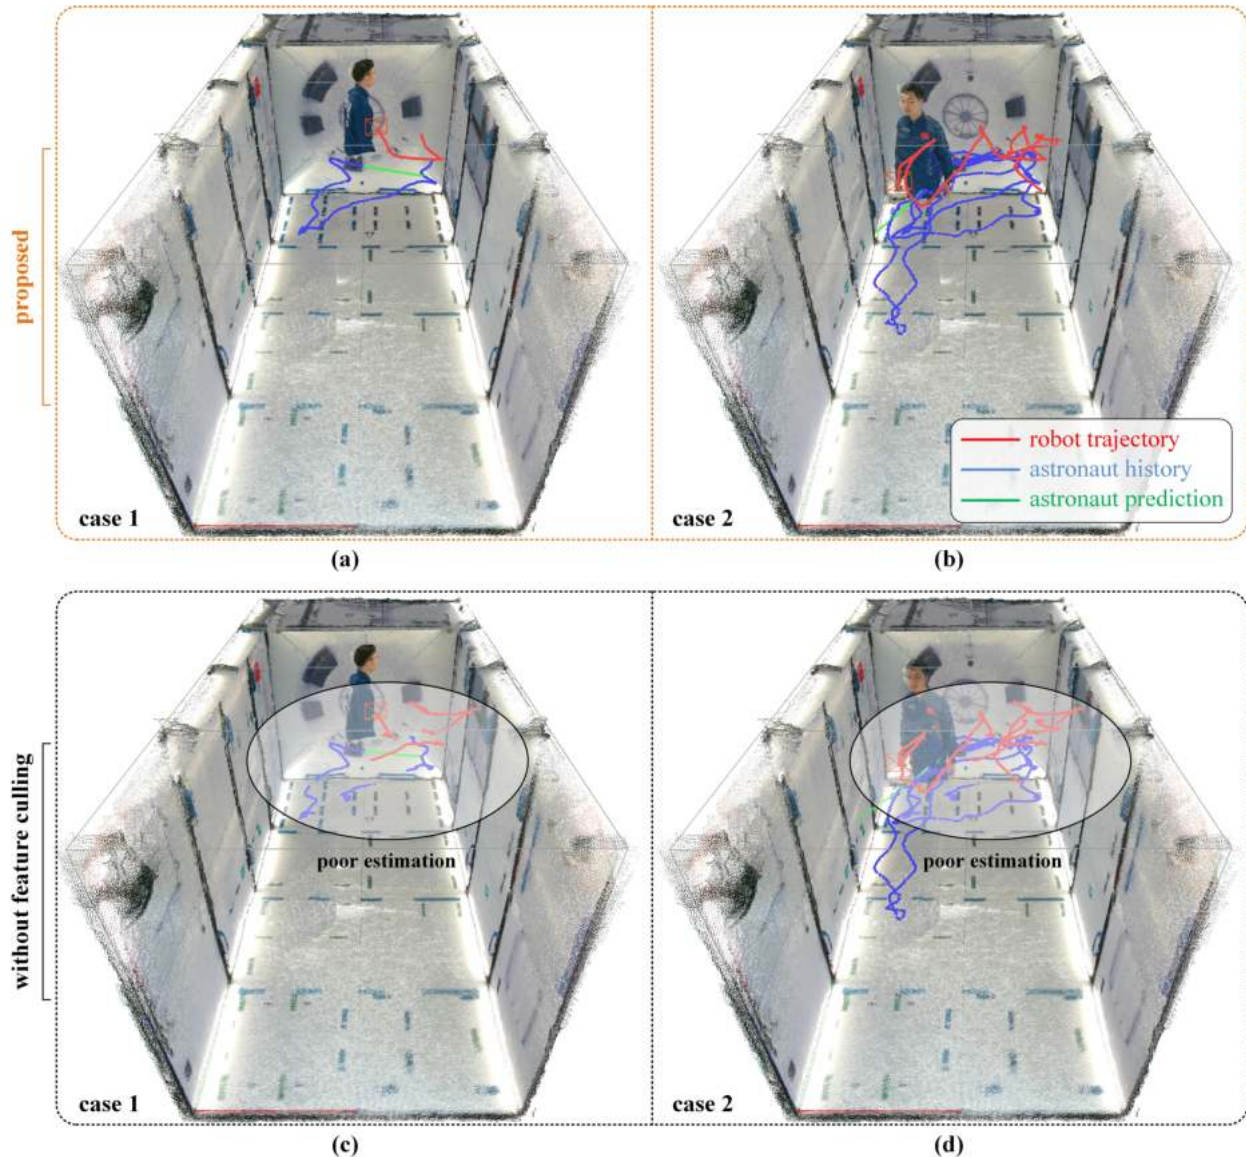 proposed
case 1
case 2
robot trajectory
astronaut history
astronaut prediction
(a)
(b)
without feature culling
poor estimation
poor estimation
case 1
case 2
(c)
(d)